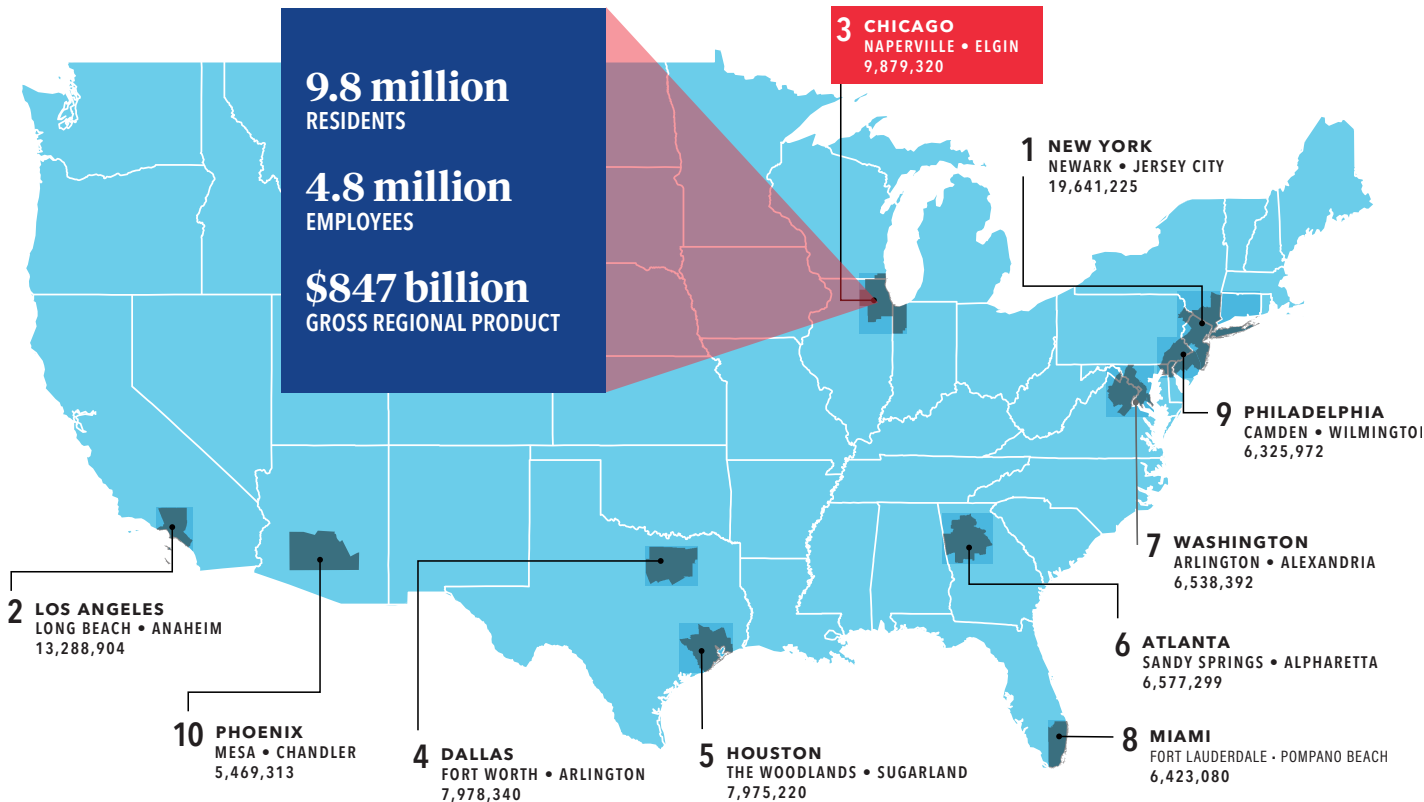 9.8 million
RESIDENTS
4.8 million
EMPLOYEES
$847 billion
GROSS REGIONAL PRODUCT
3 CHICAGO
NAPERVILLE • ELGIN
9,879,320
1 NEW YORK
NEWARK • JERSEY CITY
19,641,225
9 PHILADELPHIA
CAMDEN • WILMINGTON
6,325,972
7 WASHINGTON
ARLINGTON • ALEXANDRIA
6,538,392
2 LOS ANGELES
LONG BEACH • ANAHEIM
13,288,904
6 ATLANTA
SANDY SPRINGS • ALPHARETTA
6,577,299
10 PHOENIX
MESA • CHANDLER
5,469,313
4 DALLAS
FORT WORTH • ARLINGTON
7,978,340
5 HOUSTON
THE WOODLANDS • SUGARLAND
7,975,220
8 MIAMI
FORT LAUDERDALE · POMPANO BEACH
6,423,080